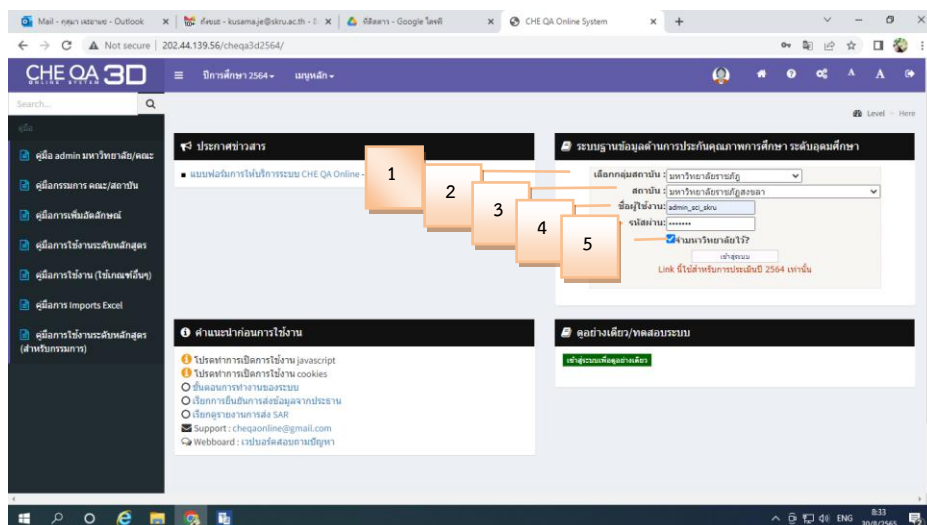 Mail - กุสุมา เดชะพงษ์ - Outlook
ส่งแบบ - kusama.je@skru.ac.th - อี
- Google ไดรฟ์
CHE QA Online System
Not secure | 202.44.139.56/cheqa3d2564/
CHE QA 3D
ONLINE SYSTEM
ปีการศึกษา 2564
เมนูหลัก
A A
Search...
Level
Here
คู่มือ
คู่มือ admin มหาวิทยาลัย/คณะ
คู่มือกรรมการ คณะ/สถาบัน
คู่มือการเพิ่มอัตลักษณ์
คู่มือการใช้งานระดับหลักสูตร
คู่มือการใช้งาน (ใช้เกณฑ์อื่นๆ)
คู่มือการ Imports Excel
คู่มือการใช้งานระดับหลักสูตร
(สำหรับกรรมการ)
ประกาศข่าวสาร
แบบฟอร์มการให้บริการระบบ CHE QA Online -
1
2
3
4
5
ระบบฐานข้อมูลด้านการประกันคุณภาพการศึกษา ระดับอุดมศึกษา
เลือกกลุ่มสถาบัน : มหาวิทยาลัยราชภัฏ
สถาบัน : มหาวิทยาลัยราชภัฏสงขลา
ชื่อผู้ใช้งาน: admin_sci_skru
รหัสผ่าน: •••••••
จำมหาวิทยาลัยไว้?
เข้าสู่ระบบ
Link นี้ใช้สำหรับการประเมินปี 2564 เท่านั้น
คำแนะนำก่อนการใช้งาน
โปรดทำการเปิดการใช้งาน javascript
โปรดทำการเปิดการใช้งาน cookies
ขั้นตอนการทำงานของระบบ
เรียกการยืนยันการส่งข้อมูลจากประธาน
เรียกดูรายงานการส่ง SAR
Support : cheqaonline@gmail.com
Webboard : เวปบอร์ดสอบถามปัญหา
ดูอย่างเดียว/ทดสอบระบบ
เข้าสู่ระบบเพื่อดูอย่างเดียว
ENG
8:33
30/8/2565